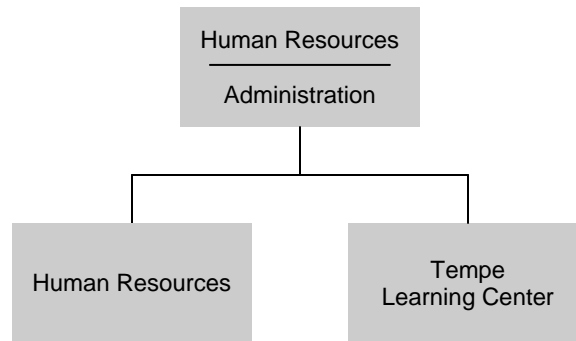 Human Resources
Administration
Human Resources
Tempe
Learning Center